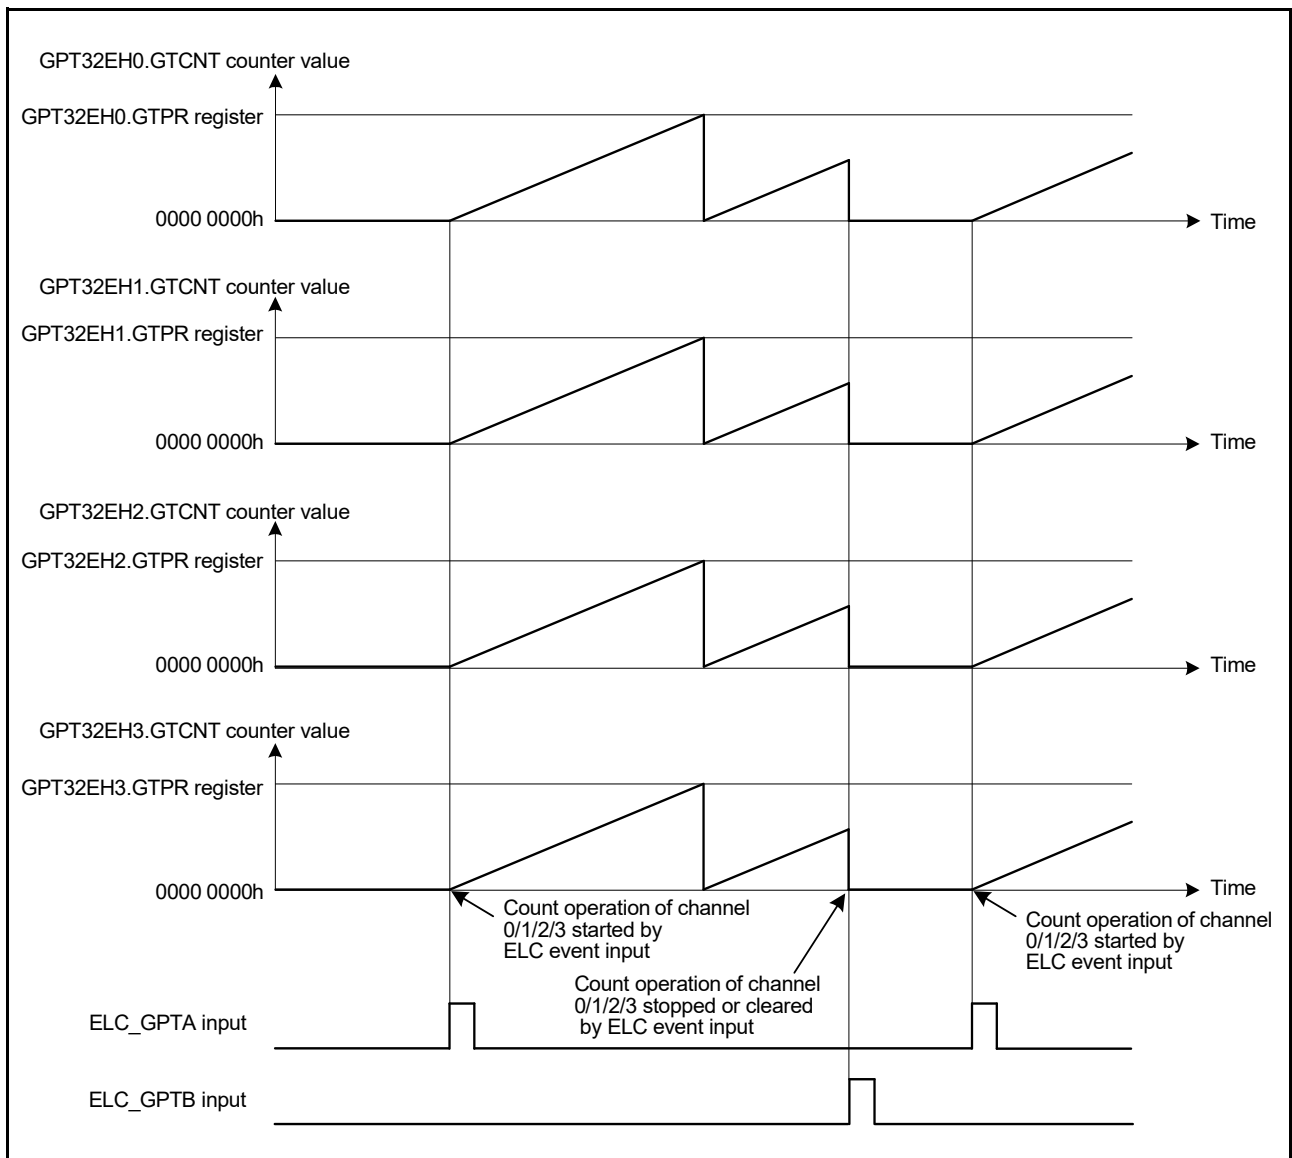 GPT32EH0.GTCNT counter value
GPT32EH0.GTPR register
0000 0000h
Time
GPT32EH1.GTCNT counter value
GPT32EH1.GTPR register
0000 0000h
Time
GPT32EH2.GTCNT counter value
GPT32EH2.GTPR register
0000 0000h
Time
GPT32EH3.GTCNT counter value
GPT32EH3.GTPR register
0000 0000h
Time
Count operation of channel
0/1/2/3 started by
ELC event input
Count operation of channel
0/1/2/3 stopped or cleared
by ELC event input
Count operation of channel
0/1/2/3 started by
ELC event input
ELC_GPTA input
ELC_GPTB input